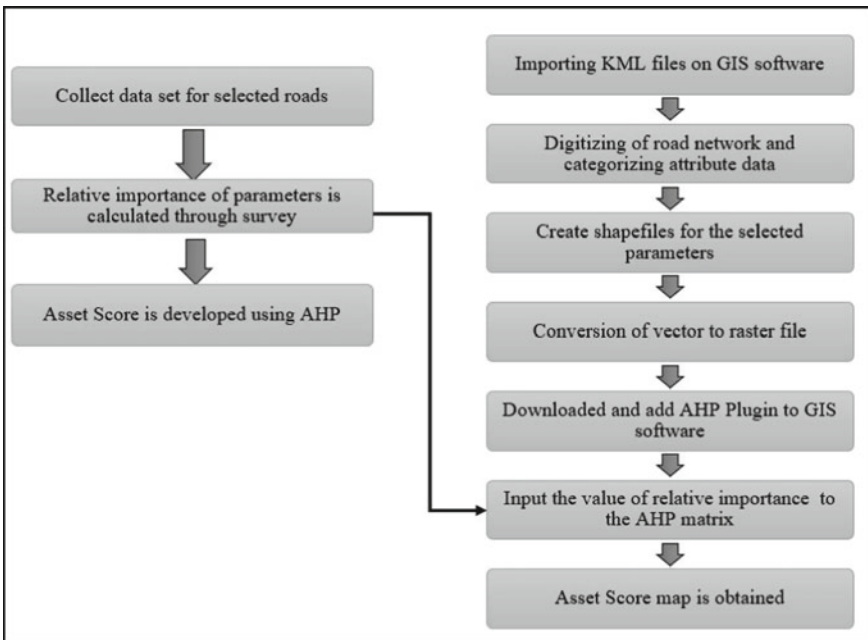 Collect data set for selected roads
Relative importance of parameters is
calculated through survey
Asset Score is developed using AHP
Importing KML files on GIS software
Digitizing of road network and
categorizing attribute data
Create shapefiles for the selected
parameters
Conversion of vector to raster file
Downloaded and add AHP Plugin to GIS
software
Input the value of relative importance to
the AHP matrix
Asset Score map is obtained